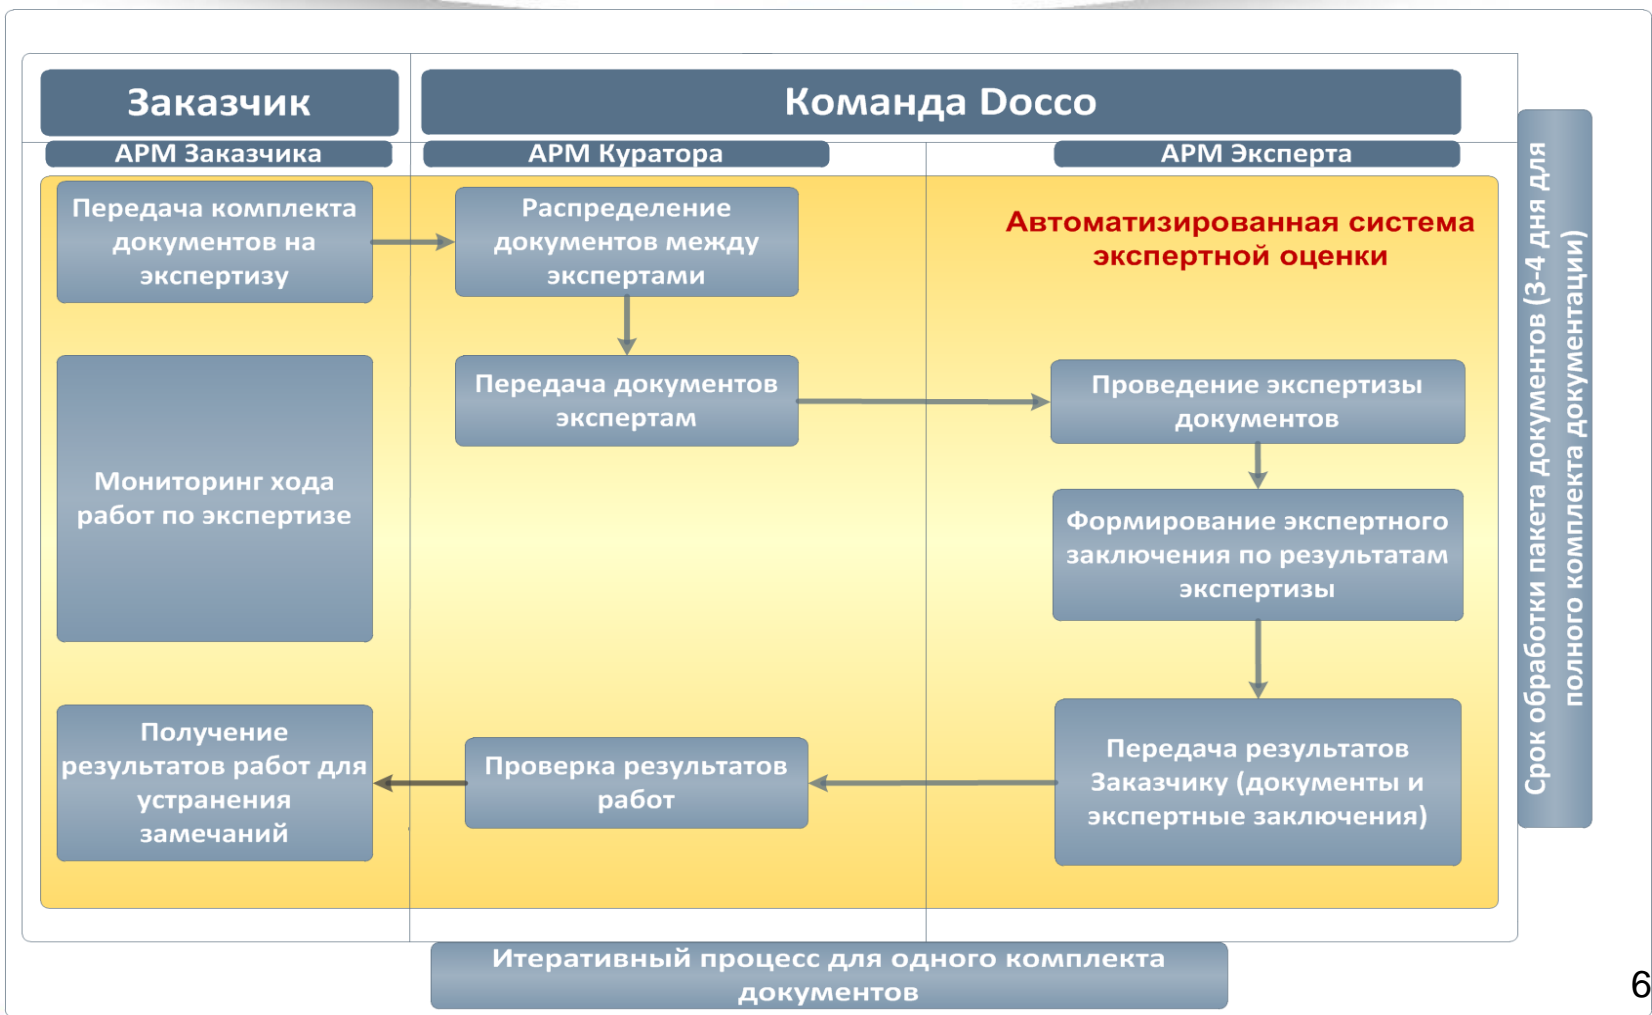 Заказчик
Команда Docco
АРМ Заказчика
АРМ Куратора
АРМ Эксперта
Передача комплекта
документов на
экспертизу
Распределение
документов между
экспертами
Автоматизированная система
экспертной оценки
Мониторинг хода
работ по экспертизе
Передача документов
экспертам
Проведение экспертизы
документов
Формирование экспертного
заключения по результатам
экспертизы
Получение
результатов работ для
устранения
замечаний
Проверка результатов
работ
Передача результатов
Заказчику (документы и
экспертные заключения)
Срок обработки пакета документов (3-4 дня для
полного комплекта документации)
Итеративный процесс для одного комплекта
документов
6